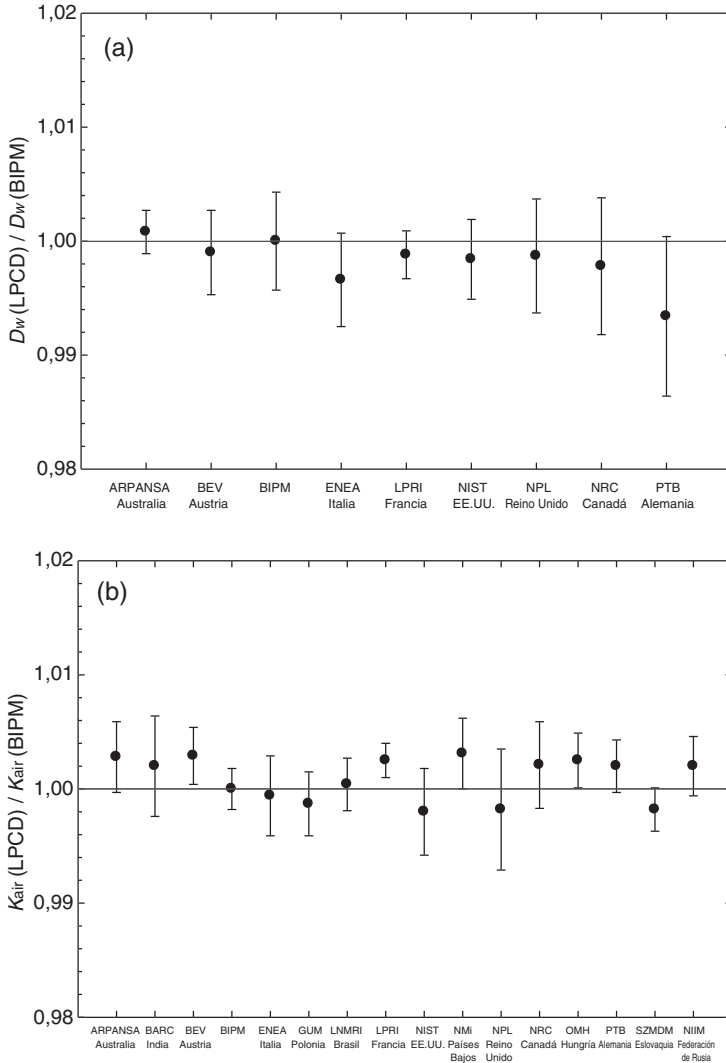 1,02
(a)
1,01
1,00
0,99
0,98
Dw (LPCD) / Dw (BIPM)
ARPANSA BEV BIPM ENEA LPRI NIST NPL NRC PTB
Australia Austria Italia Francia EE.UU. Reino Unido Canadá Alemania
1,02
(b)
1,01
1,00
0,99
0,98
Kair (LPCD) / Kair (BIPM)
ARPANSA BARC BEV BIPM ENEA GUM LNMRI LPRI NIST NMi NPL NRC OMH PTB SZMDM NIIM
Australia India Austria Italia Polonia Brasil Francia EE.UU. Países Reino Canadá Hungría Alemania Eslovaquia Federación
Bajos Unido de Rusia